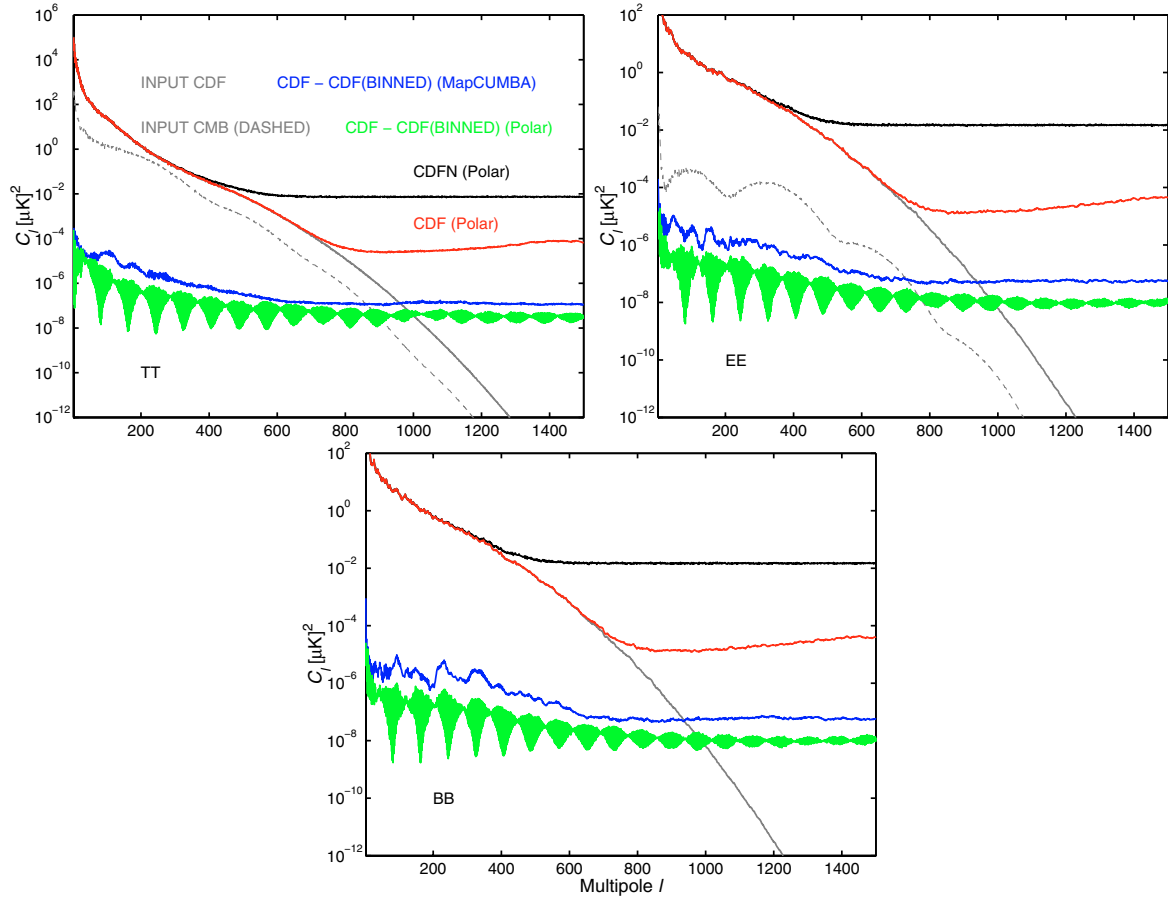 10^6
10^4
10^2
10^0
10^−2
10^−4
10^−6
10^−8
10^−10
10^−12
C_l [μK]^2
INPUT CDF
CDF − CDF(BINNED) (MapCUMBA)
INPUT CMB (DASHED)
CDF − CDF(BINNED) (Polar)
CDFN (Polar)
CDF (Polar)
TT
200 400 600 800 1000 1200 1400
10^2
10^0
10^−2
10^−4
10^−6
10^−8
10^−10
10^−12
C_l [μK]^2
EE
200 400 600 800 1000 1200 1400
10^2
10^0
10^−2
10^−4
10^−6
10^−8
10^−10
10^−12
C_l [μK]^2
BB
200 400 600 800 1000 1200 1400
Multipole l